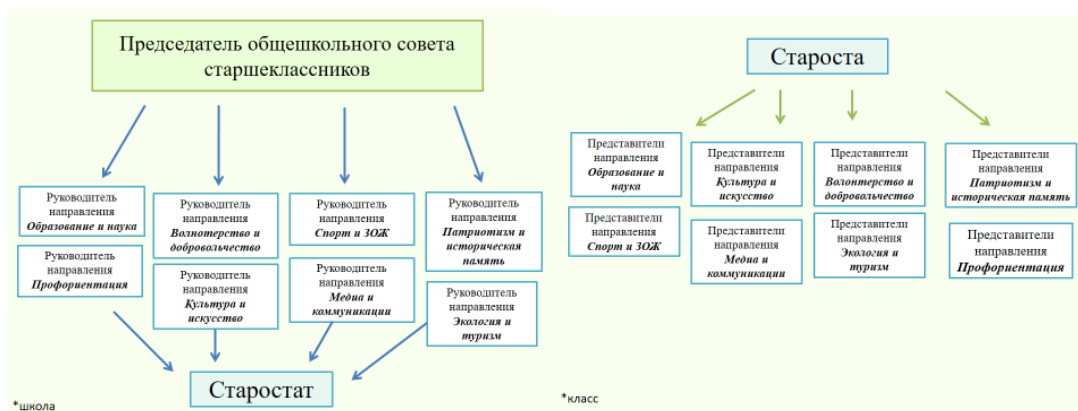 Председатель общешкольного совета
старшеклассников
Руководитель
направления
Образование и наука
Руководитель
направления
Волнотерство и
добровольчество
Руководитель
направления
Спорт и ЗОЖ
Руководитель
направления
Патриотизм и
историческая
память
Руководитель
направления
Профориентация
Руководитель
направления
Культура и
искусство
Руководитель
направления
Медиа и
коммуникации
Руководитель
направления
Экология и
туризм
Старостат
*школа
Староста
Представители
направления
Образование и
наука
Представители
направления
Культура и
искусство
Представители
направления
Волонтерство и
добровольчество
Представители
направления
Патриотизм и
историческая память
Представители
направления
Спорт и ЗОЖ
Представители
направления
Медиа и
коммуникации
Представители
направления
Экология и
туризм
Представители
направления
Профориентация
*класс